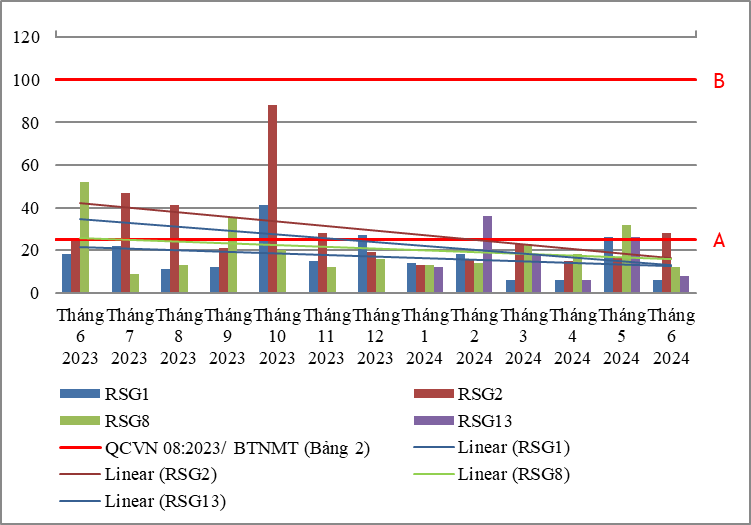 120
100
B
80
60
40
A
20
0
Tháng 6 2023
Tháng 7 2023
Tháng 8 2023
Tháng 9 2023
Tháng 10 2023
Tháng 11 2023
Tháng 12 2023
Tháng 1 2024
Tháng 2 2024
Tháng 3 2024
Tháng 4 2024
Tháng 5 2024
Tháng 6 2024
RSG1
RSG2
RSG8
RSG13
QCVN 08:2023/ BTNMT (Bảng 2)
Linear (RSG1)
Linear (RSG2)
Linear (RSG8)
Linear (RSG13)